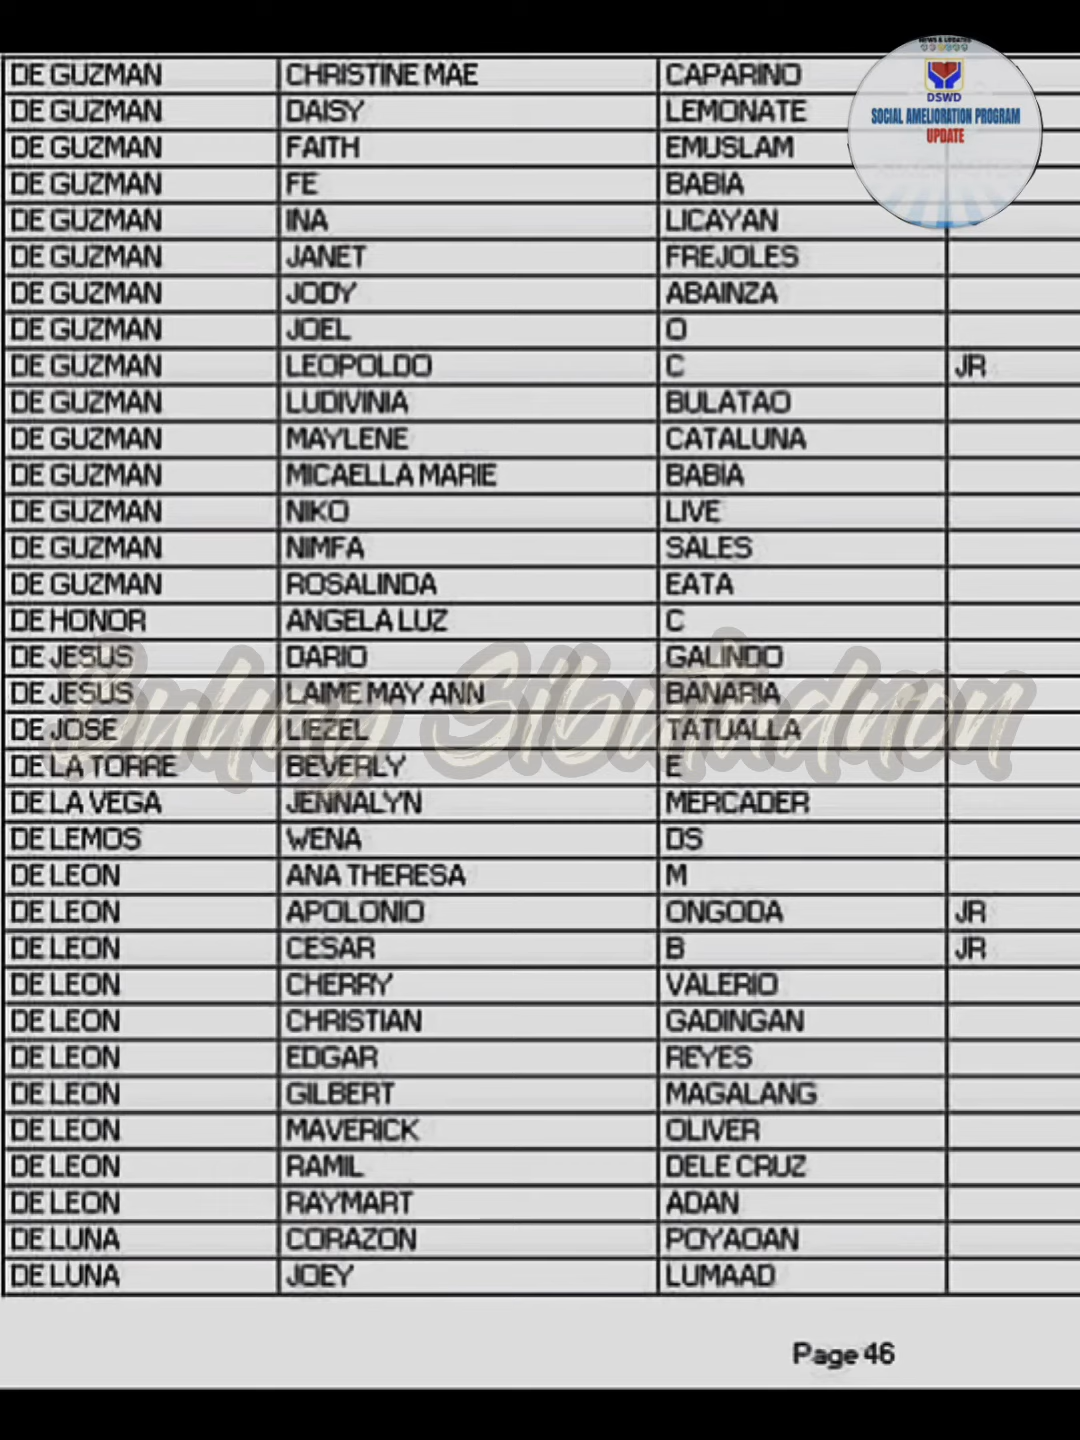 NEWS & UPDATES
DSWD
SOCIAL AMELIORATION PROGRAM
UPDATE
DE GUZMAN CHRISTINE MAE CAPARINO
DE GUZMAN DAISY LEMONATE
DE GUZMAN FAITH EMUSLAM
DE GUZMAN FE BABIA
DE GUZMAN INA LICAYAN
DE GUZMAN JANET FREJOLES
DE GUZMAN JODY ABAINZA
DE GUZMAN JOEL O
DE GUZMAN LEOPOLDO C JR
DE GUZMAN LUDIVINIA BULATAO
DE GUZMAN MAYLENE CATALUNA
DE GUZMAN MICAELLA MARIE BABIA
DE GUZMAN NIKO LIVE
DE GUZMAN NIMFA SALES
DE GUZMAN ROSALINDA EATA
DE HONOR ANGELA LUZ C
DE JESUS DARIO GALINDO
DE JESUS LAIME MAY ANN BANARIA
DE JOSE LIEZEL TATUALLA
DE LA TORRE BEVERLY E
DE LA VEGA JENNALYN MERCADER
DE LEMOS WENA DS
DE LEON ANA THERESA M
DE LEON APOLONIO ONGODA JR
DE LEON CESAR B JR
DE LEON CHERRY VALERIO
DE LEON CHRISTIAN GADINGAN
DE LEON EDGAR REYES
DE LEON GILBERT MAGALANG
DE LEON MAVERICK OLIVER
DE LEON RAMIL DELE CRUZ
DE LEON RAYMART ADAN
DE LUNA CORAZON POYAOAN
DE LUNA JOEY LUMAAD
Page 46